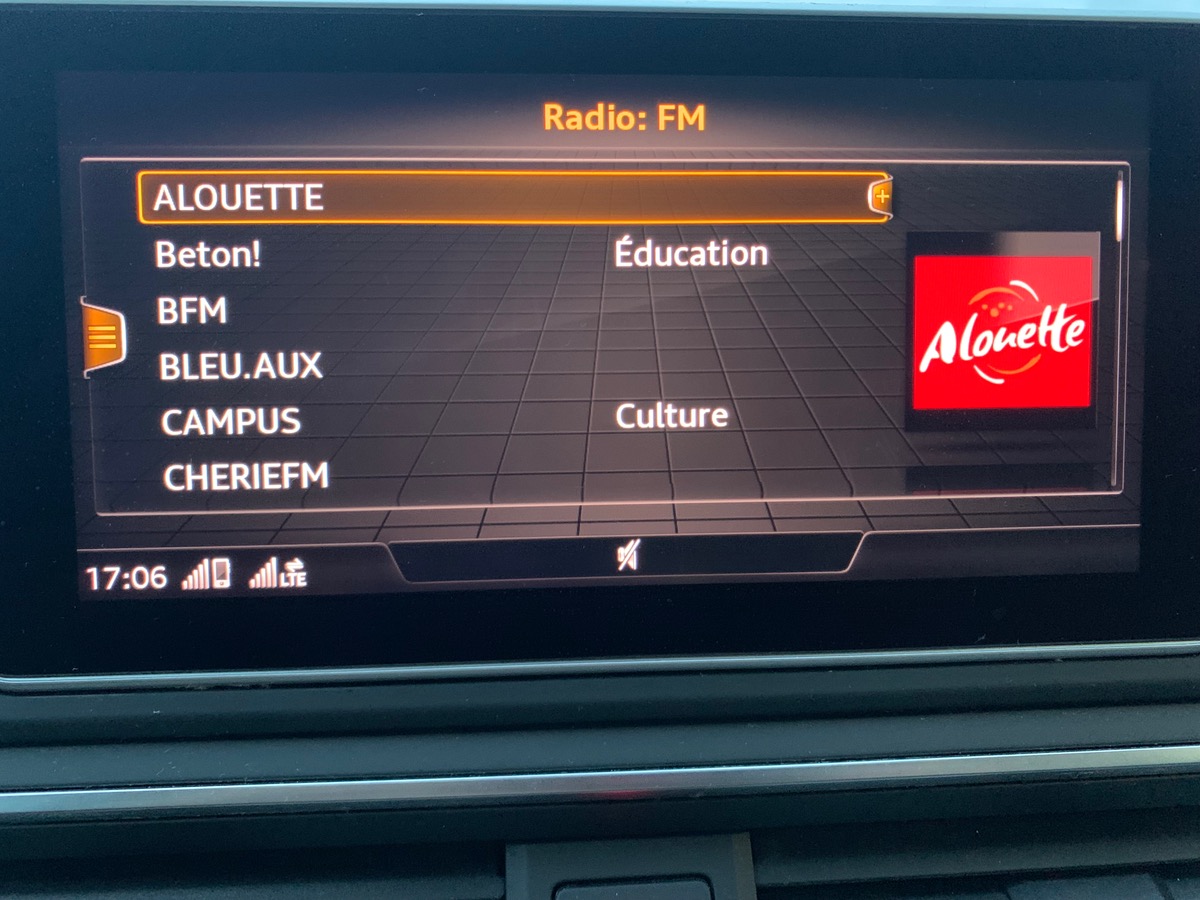 Radio: FM
ALOUETTE
Beton! Éducation
BFM
BLEU.AUX
CAMPUS Culture
CHERIEFM
Alouette
17:06 LTE